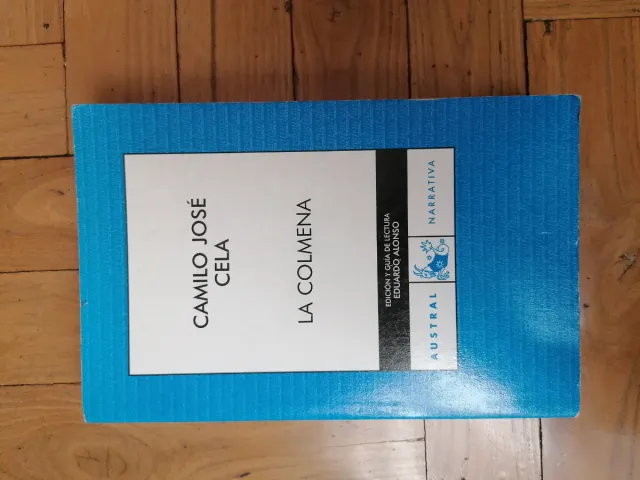 CAMILO JOSÉ
CELA
LA COLMENA
EDICIÓN Y GUÍA DE LECTURA
EDUARDO ALONSO
AUSTRAL
NARRATIVA